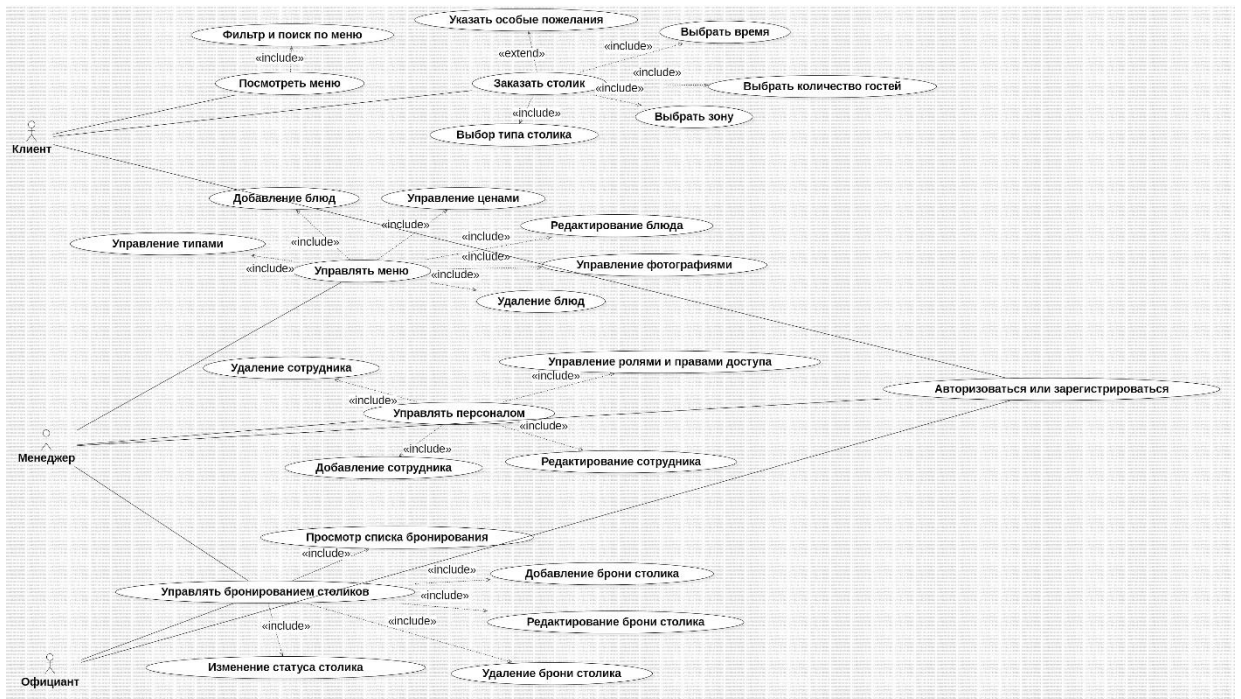 Указать особые пожелания
Фильтр и поиск по меню
Выбрать время
«include»
«extend»
«include»
Посмотреть меню
Заказать столик
«include»
Выбрать количество гостей
«include»
«include»
Выбрать зону
Выбор типа столика
Клиент
Добавление блюд
Управление ценами
«include»
Редактирование блюда
Управление типами
«include»
«include»
«include»
«include»
Управлять меню
«include»
Управление фотографиями
Удаление блюд
Удаление сотрудника
Управление ролями и правами доступа
«include»
Авторизоваться или зарегистрироваться
«include»
Управлять персоналом
«include»
«include»
Менеджер
Добавление сотрудника
Редактирование сотрудника
Просмотр списка бронирования
«include»
«include»
Добавление брони столика
Управлять бронированием столиков
«include»
«include»
«include»
Редактирование брони столика
Изменение статуса столика
Удаление брони столика
Официант